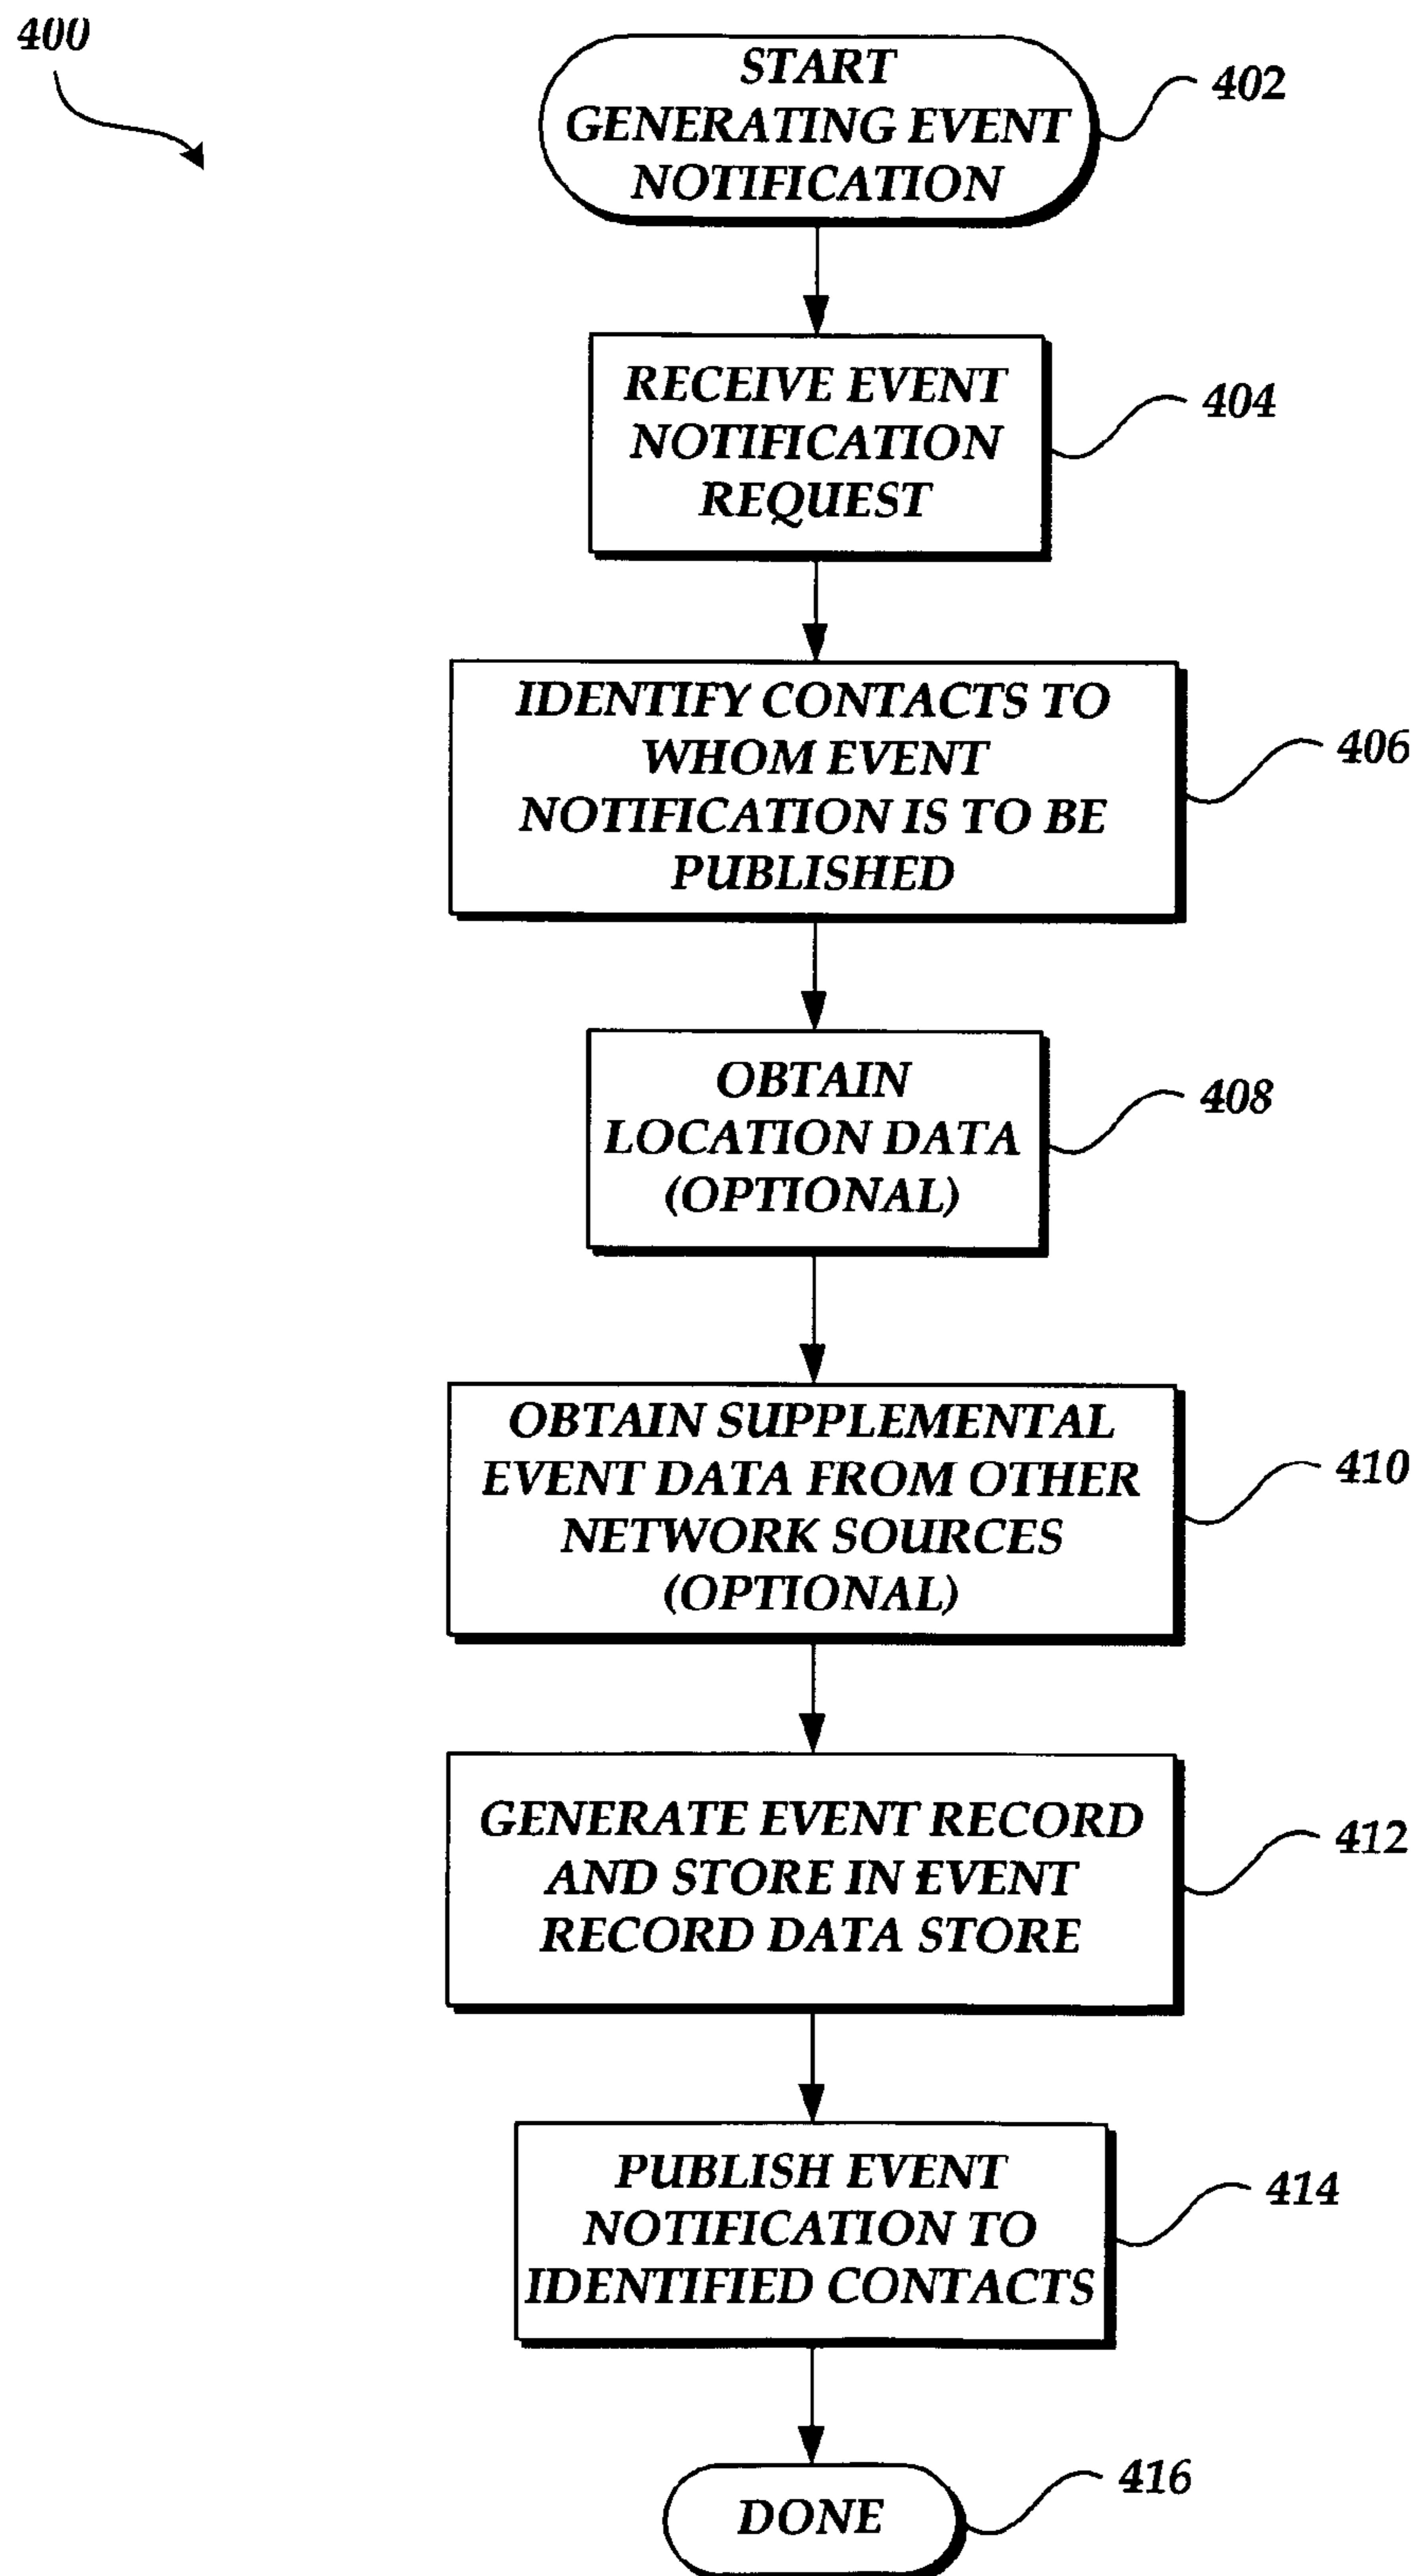 400
START
GENERATING EVENT
NOTIFICATION
402
RECEIVE EVENT
NOTIFICATION
REQUEST
404
IDENTIFY CONTACTS TO
WHOM EVENT
NOTIFICATION IS TO BE
PUBLISHED
406
OBTAIN
LOCATION DATA
(OPTIONAL)
408
OBTAIN SUPPLEMENTAL
EVENT DATA FROM OTHER
NETWORK SOURCES
(OPTIONAL)
410
GENERATE EVENT RECORD
AND STORE IN EVENT
RECORD DATA STORE
412
PUBLISH EVENT
NOTIFICATION TO
IDENTIFIED CONTACTS
414
DONE
416